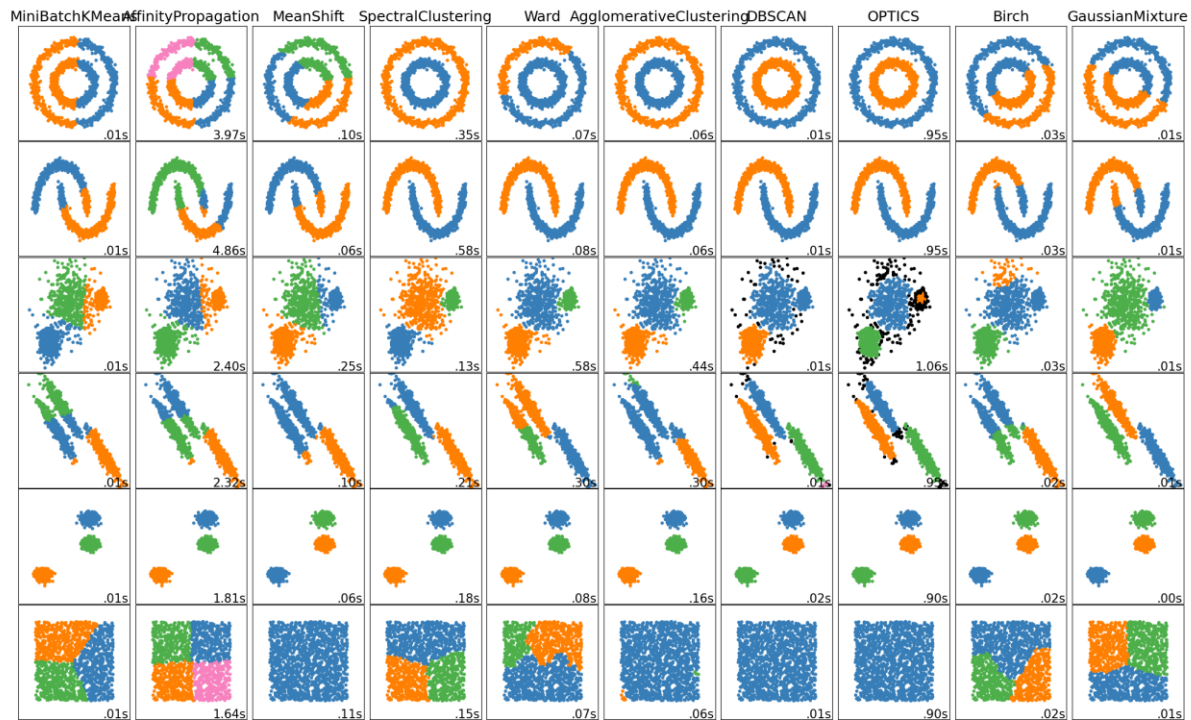 MiniBatchKMeans AffinityPropagation MeanShift SpectralClustering Ward AgglomerativeClustering DBSCAN OPTICS Birch GaussianMixture
.01s 3.97s .10s .35s .07s .06s .01s .95s .03s .01s
.01s 4.86s .06s .58s .08s .06s .01s .95s .03s .01s
.01s 2.40s .25s .13s .58s .44s .01s 1.06s .03s .01s
.01s 2.32s .10s .21s .30s .30s .01s .95s .02s .01s
.01s 1.81s .06s .18s .08s .16s .02s .90s .02s .00s
.01s 1.64s .11s .15s .07s .06s .01s .90s .02s .01s